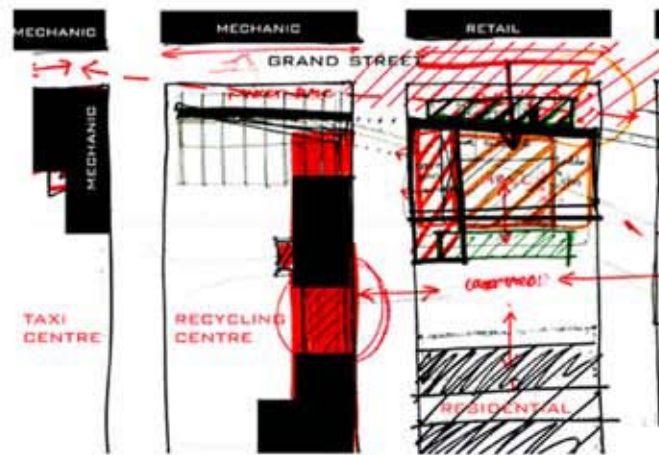 MECHANIC
MECHANIC
RETAIL
GRAND STREET
MECHANIC
TAXI
CENTRE
RECYCLING
CENTRE
RESIDENTIAL